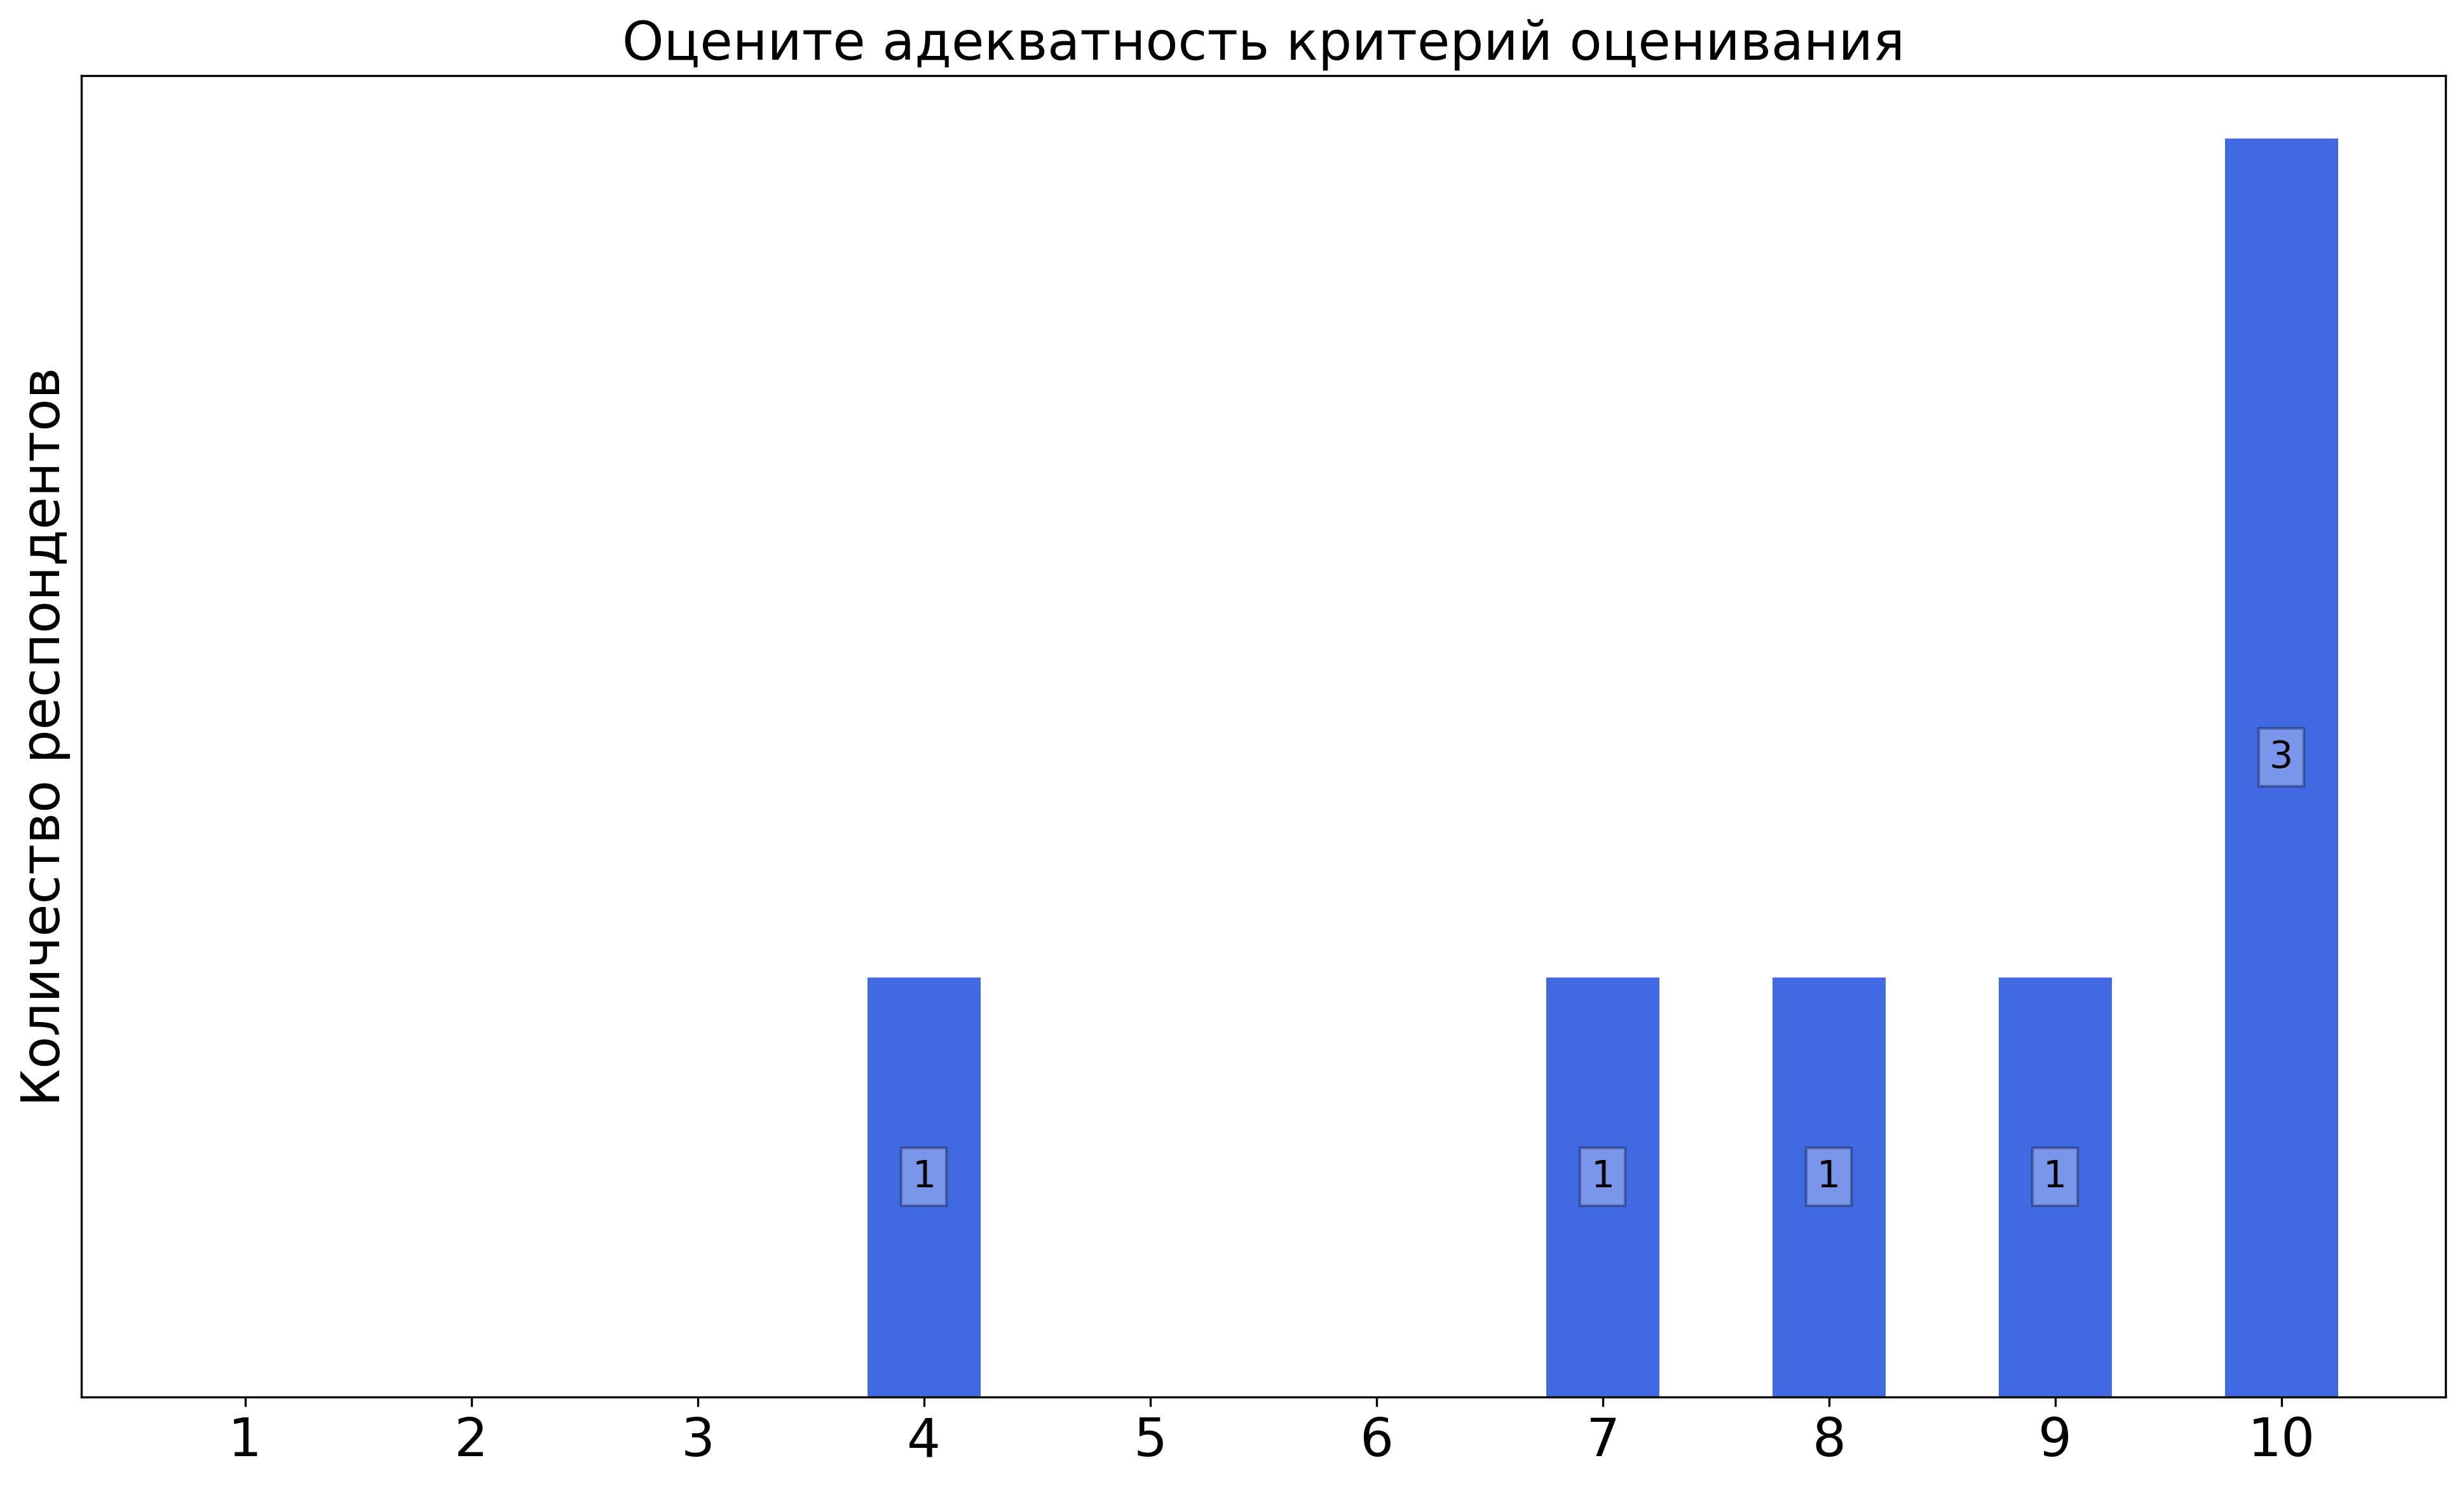 Оцените адекватность критерий оценивания
Количество респондентов
3
1 1 1 1
1 2 3 4 5 6 7 8 9 10